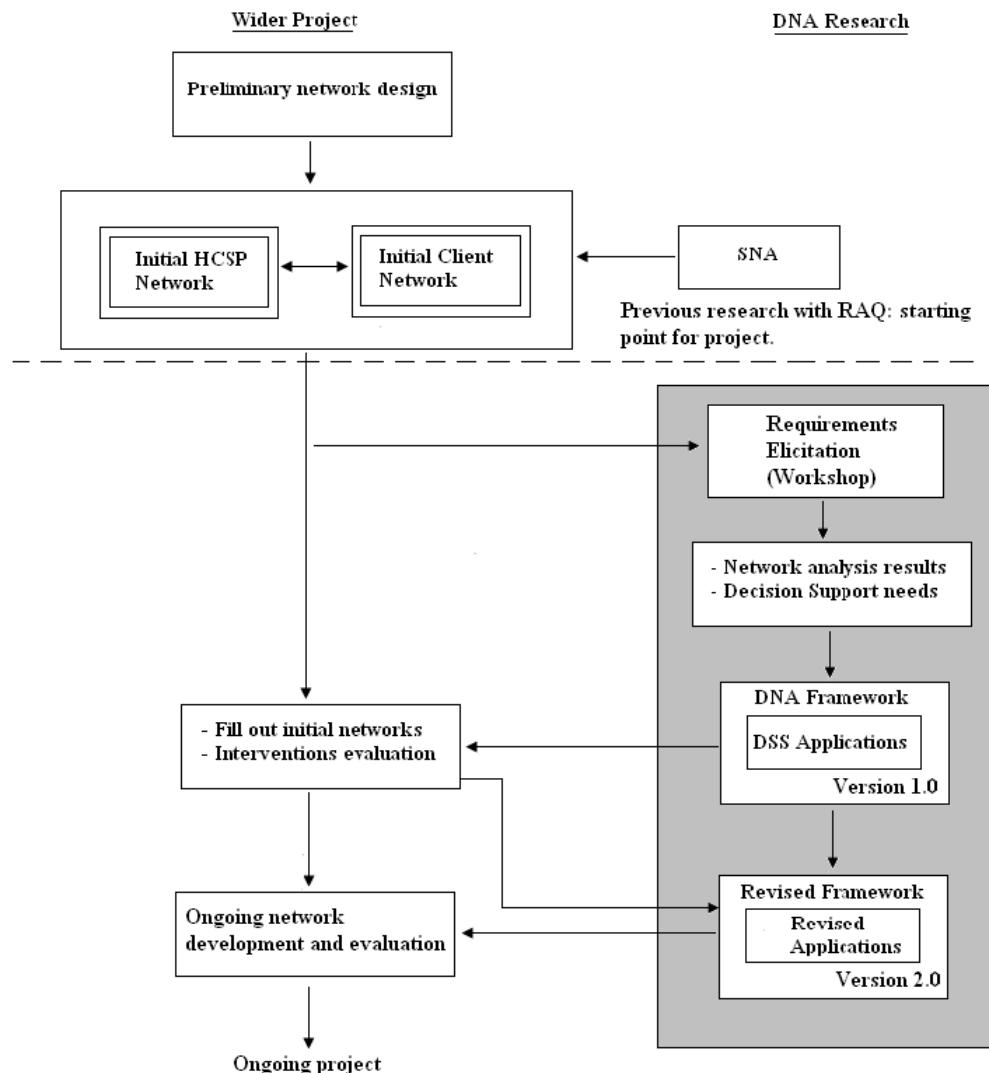 Wider Project
DNA Research
Preliminary network design
Initial HCSP
Network
Initial Client
Network
SNA
Previous research with RAQ: starting
point for project.
Requirements
Elicitation
(Workshop)
- Network analysis results
- Decision Support needs
DNA Framework
DSS Applications
Version 1.0
- Fill out initial networks
- Interventions evaluation
Revised Framework
Revised
Applications
Version 2.0
Ongoing network
development and evaluation
Ongoing project